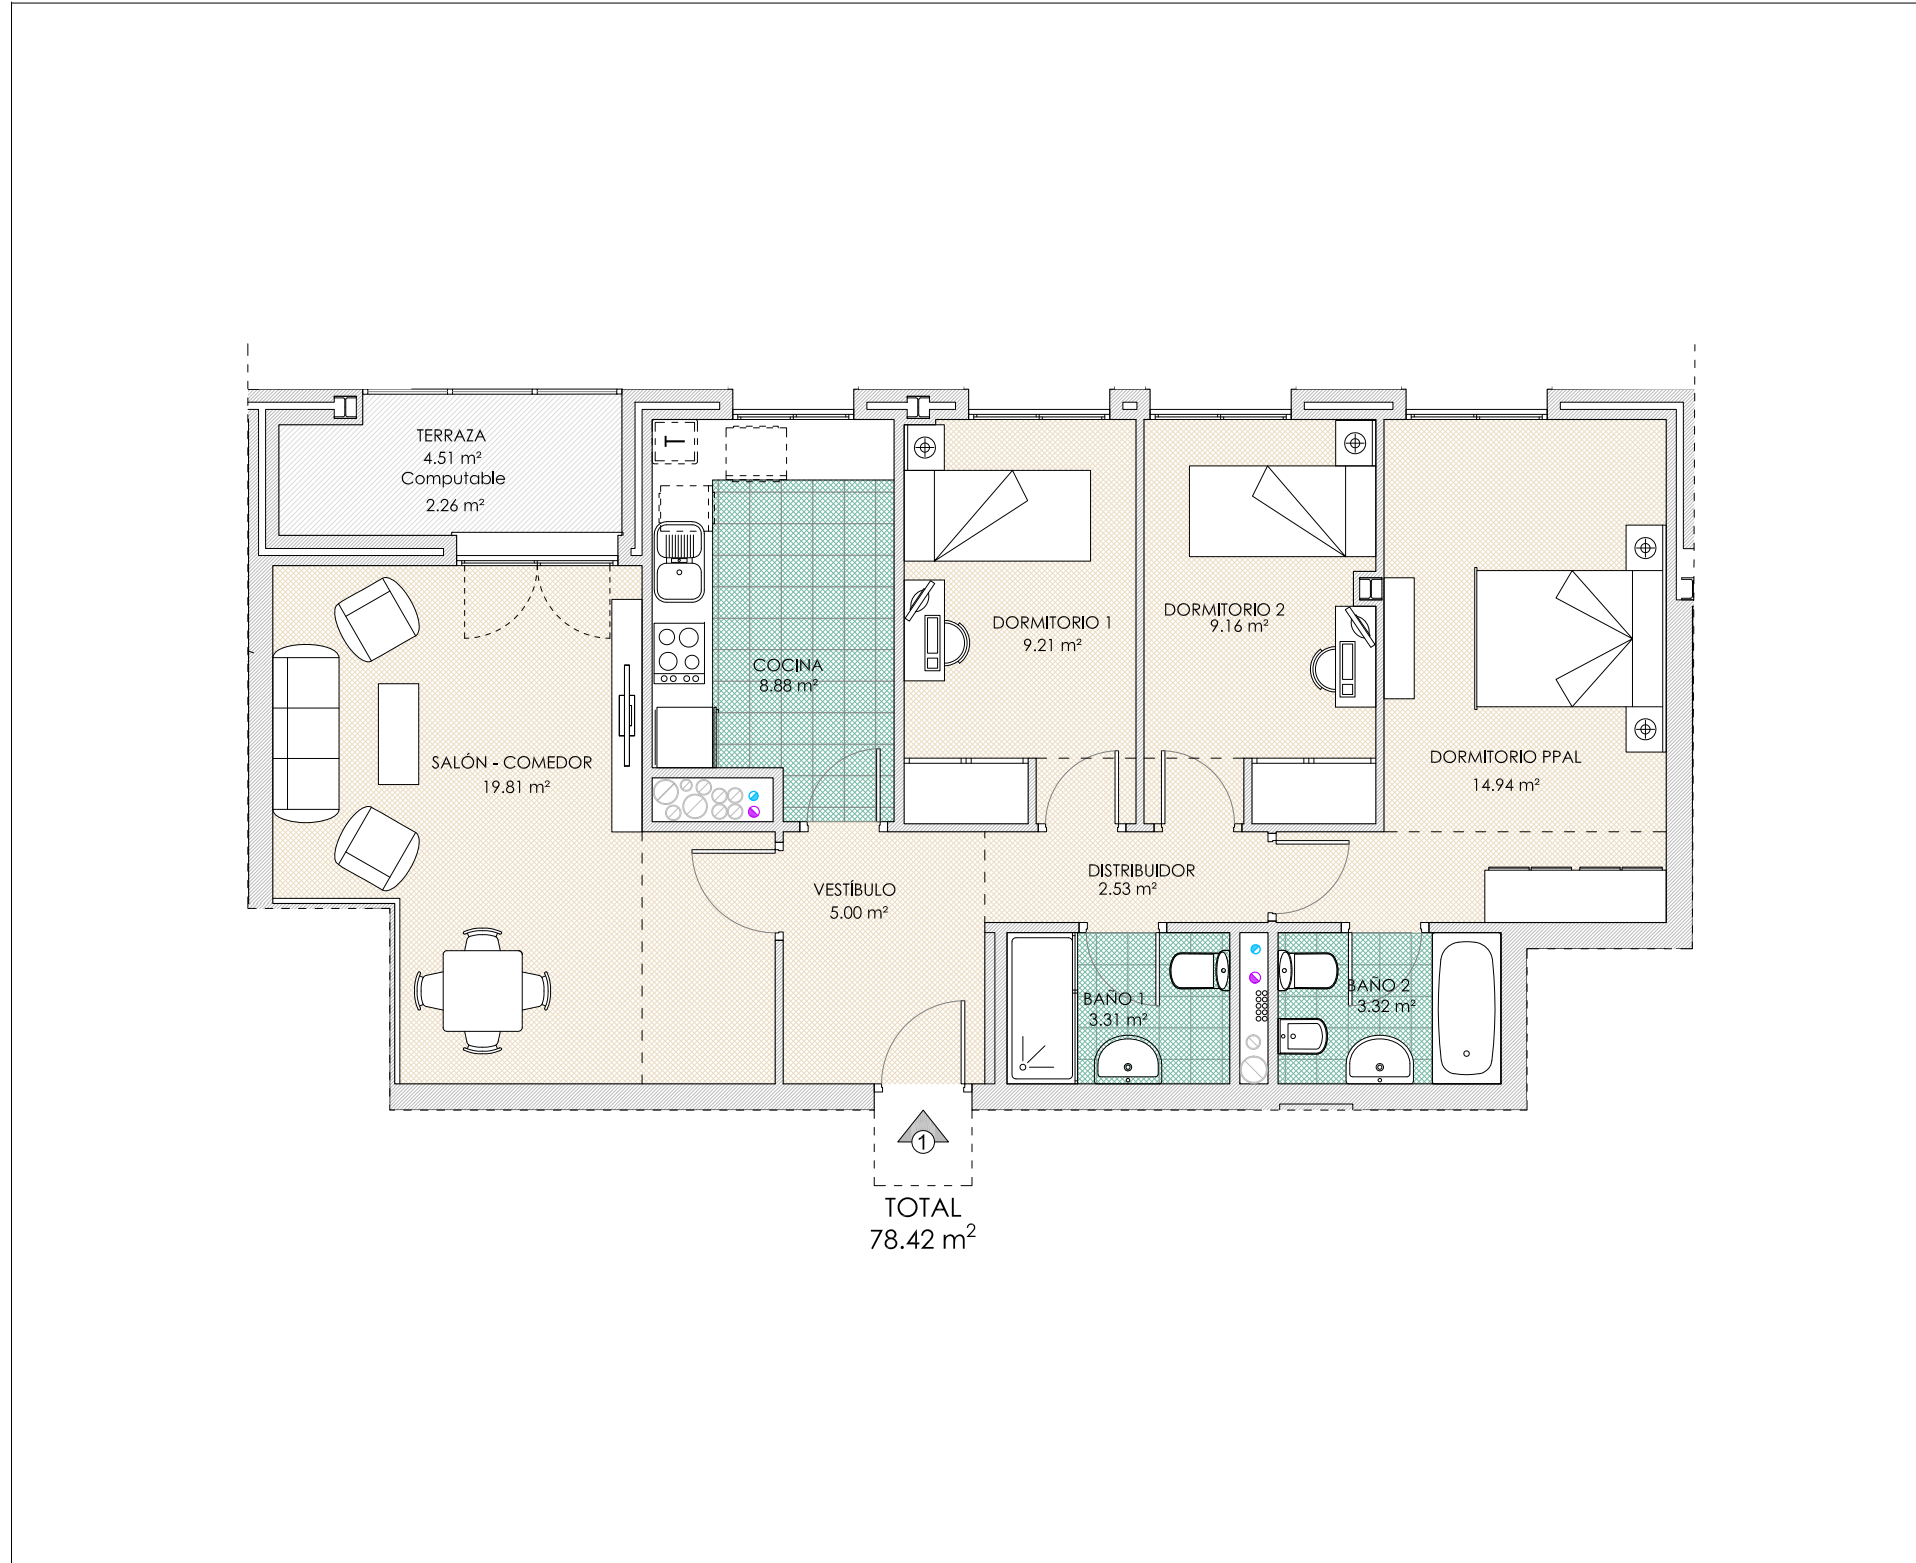 TERRAZA
4.51 m²
Computable
2.26 m²
T
COCINA
8.88 m²
DORMITORIO 1
9.21 m²
DORMITORIO 2
9.16 m²
DORMITORIO PPAL
14.94 m²
SALÓN - COMEDOR
19.81 m²
VESTÍBULO
5.00 m²
DISTRIBUIDOR
2.53 m²
BAÑO 1
3.31 m²
BAÑO 2
3.32 m²
1
TOTAL
78.42 m²